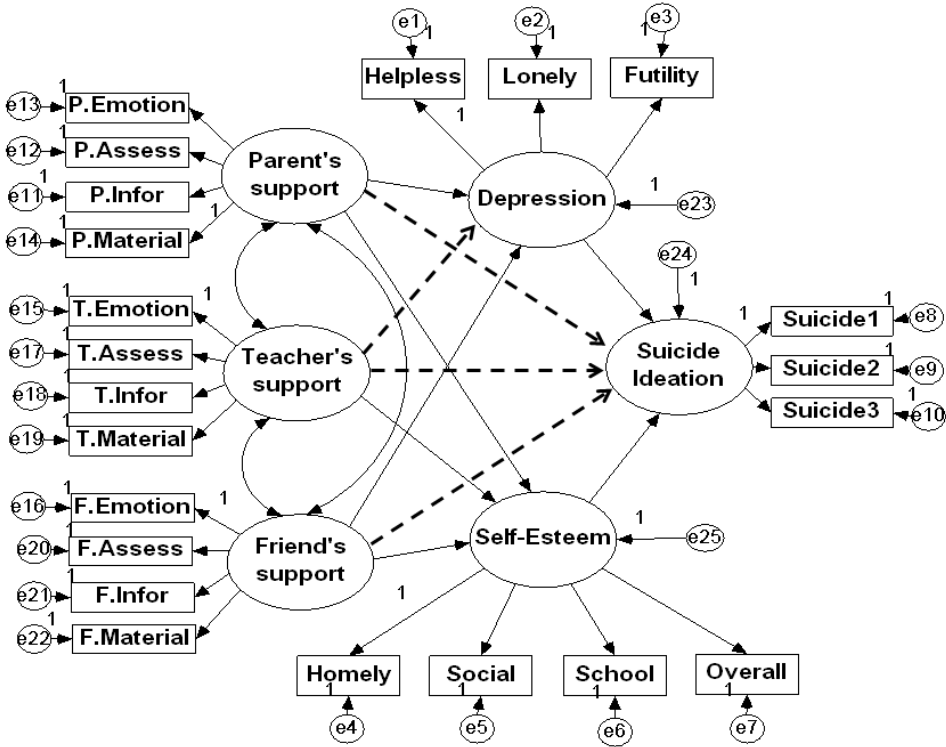 e1
1
e2
1
e3
1
Helpless
Lonely
Futility
1
e13
1
P.Emotion
e12
1
P.Assess
e11
1
P.Infor
e14
1
P.Material
1
Parent's
support
Depression
1
e23
e24
1
e15
1
T.Emotion
1
e17
1
T.Assess
e18
1
T.Infor
e19
1
T.Material
Teacher's
support
Suicide
Ideation
1
Suicide1
1
e8
Suicide2
1
e9
Suicide3
1
e10
e16
1
F.Emotion
1
e20
1
F.Assess
e21
1
F.Infor
e22
1
F.Material
Friend's
support
Self-Esteem
1
e25
1
Homely
Social
School
Overall
1
1
1
1
e4
e5
e6
e7